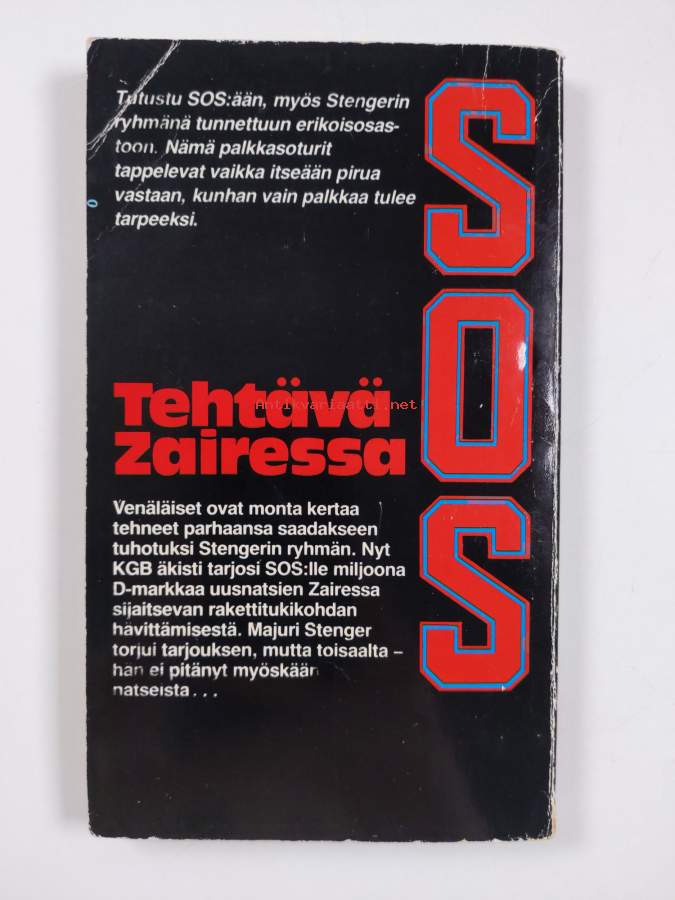 Tutustu SOS:ään, myös Stengerin
ryhmänä tunnettuun erikoisosas-
toon. Nämä palkkasoturit
tappelevat vaikka itseään pirua
vastaan, kunhan vain palkkaa tulee
tarpeeksi.
SOS
Tehtävä
Zairessa
Antikvariaatti.net
Venäläiset ovat monta kertaa
tehneet parhaansa saadakseen
tuhotuksi Stengerin ryhmän. Nyt
KGB äkisti tarjosi SOS:lle miljoona
D-markkaa uusnatsien Zairessa
sijaitsevan rakettitukikohdan
hävittämisestä. Majuri Stenger
torjui tarjouksen, mutta toisaalta –
hän ei pitänyt myöskään
natseista . . .